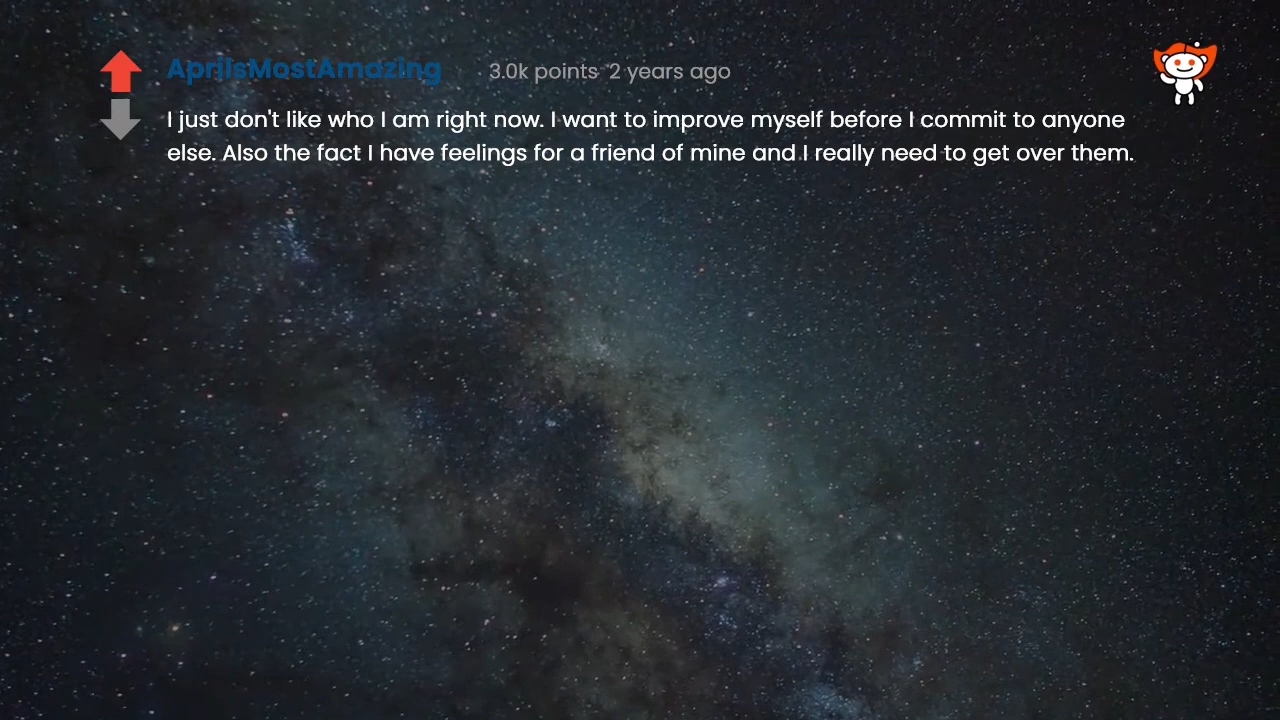 AprilsMostAmazing 3.0k points 2 years ago
I just don't like who I am right now. I want to improve myself before I commit to anyone
else. Also the fact I have feelings for a friend of mine and I really need to get over them.